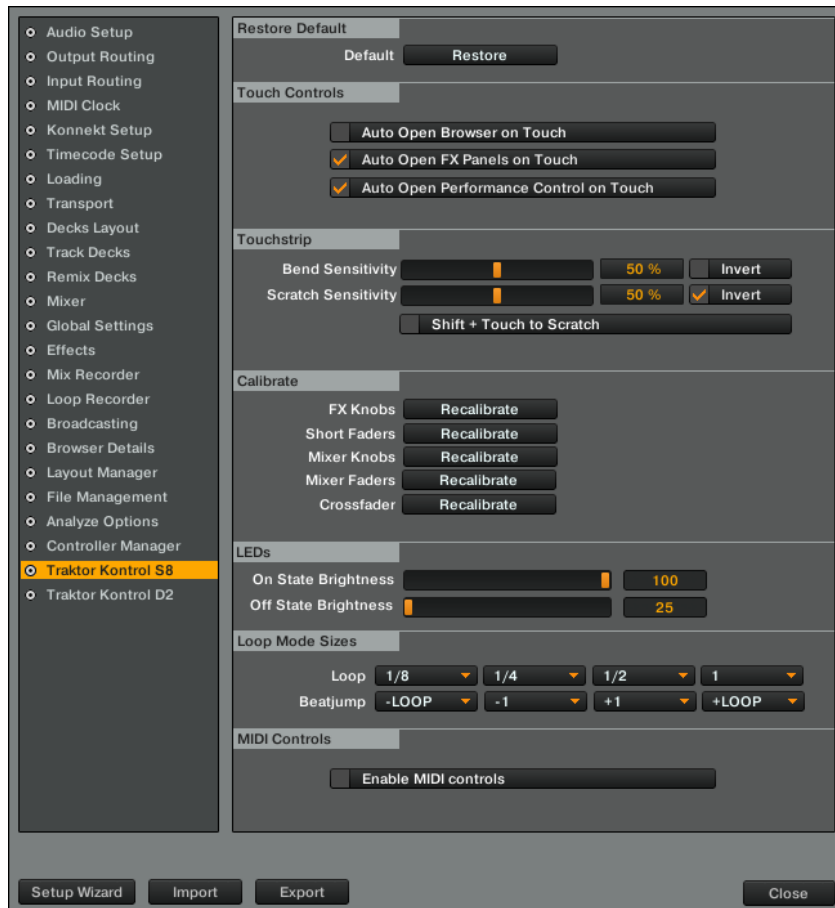 Audio Setup
Output Routing
Input Routing
MIDI Clock
Konnekt Setup
Timecode Setup
Loading
Transport
Decks Layout
Track Decks
Remix Decks
Mixer
Global Settings
Effects
Mix Recorder
Loop Recorder
Broadcasting
Browser Details
Layout Manager
File Management
Analyze Options
Controller Manager
Traktor Kontrol S8
Traktor Kontrol D2
Restore Default
Default Restore
Touch Controls
Auto Open Browser on Touch
Auto Open FX Panels on Touch
Auto Open Performance Control on Touch
Touchstrip
Bend Sensitivity 50 % Invert
Scratch Sensitivity 50 % Invert
Shift + Touch to Scratch
Calibrate
FX Knobs Recalibrate
Short Faders Recalibrate
Mixer Knobs Recalibrate
Mixer Faders Recalibrate
Crossfader Recalibrate
LEDs
On State Brightness 100
Off State Brightness 25
Loop Mode Sizes
Loop 1/8 1/4 1/2 1
Beatjump -LOOP -1 +1 +LOOP
MIDI Controls
Enable MIDI controls
Setup Wizard Import Export Close